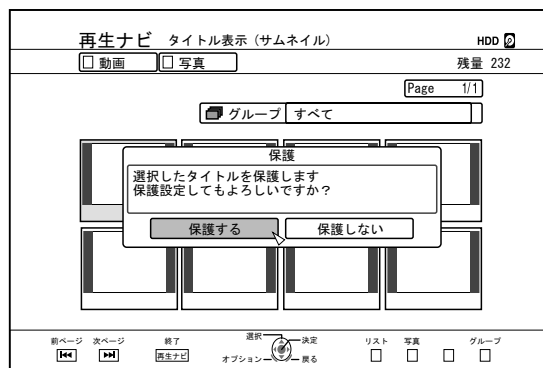 再生ナビ タイトル表示（サムネイル） HDD
動画 写真 残量 232
Page 1/1
グループ すべて
保護
選択したタイトルを保護します
保護設定してもよろしいですか？
保護する 保護しない
前ページ 次ページ 終了 選択 決定 リスト 写真 グループ
再生ナビ オプション 戻る